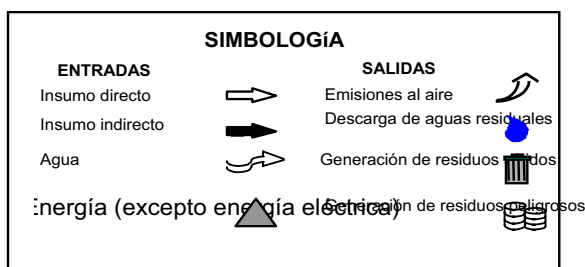 SIMBOLOGíA
ENTRADAS
Insumo directo
Insumo indirecto
Agua
Energía (excepto energía eléctrica)
SALIDAS
Emisiones al aire
Descarga de aguas residuales
Generación de residuos sólidos
Generación de residuos peligrosos